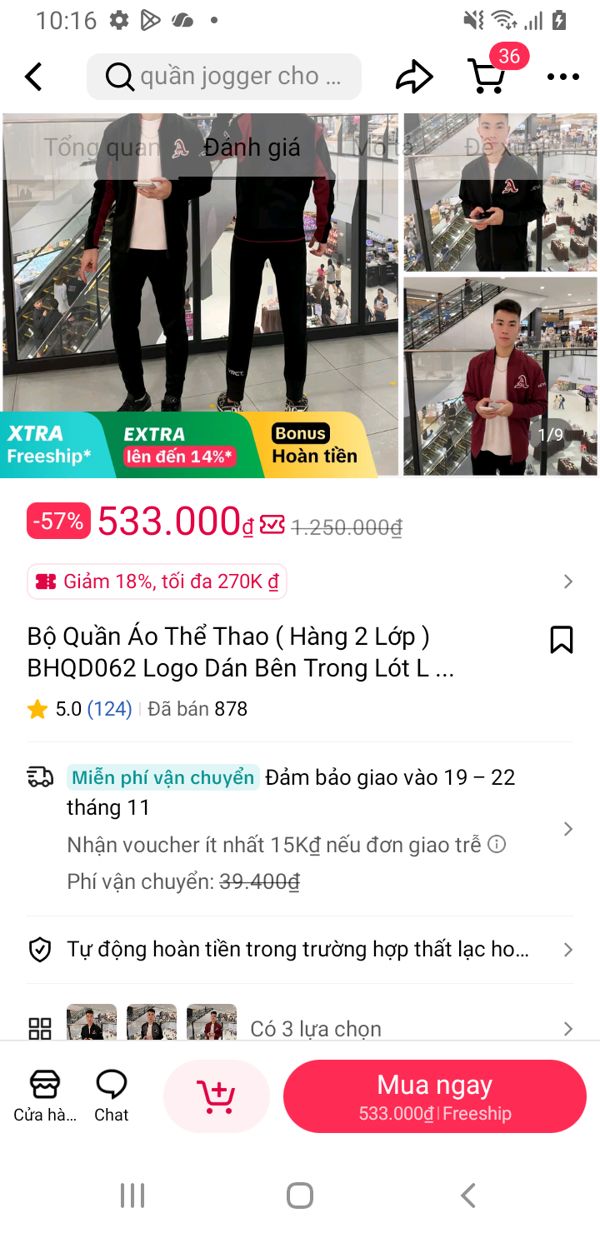 10:16
36
quần jogger cho ...
Tổng quan
Đánh giá
Mô tả
Đề xuất
A
A
A
YRCT.
XTRA
Freeship*
EXTRA
lên đến 14%*
Bonus
Hoàn tiền
1/9
-57% 533.000₫ 1.250.000₫
Giảm 18%, tối đa 270K ₫
Bộ Quần Áo Thể Thao ( Hàng 2 Lớp )
BHQD062 Logo Dán Bên Trong Lót L ...
5.0 (124) Đã bán 878
Miễn phí vận chuyển Đảm bảo giao vào 19 – 22
tháng 11
Nhận voucher ít nhất 15K₫ nếu đơn giao trễ
Phí vận chuyển: 39.400₫
Tự động hoàn tiền trong trường hợp thất lạc ho...
Có 3 lựa chọn
Cửa hà...
Chat
Mua ngay
533.000₫ | Freeship